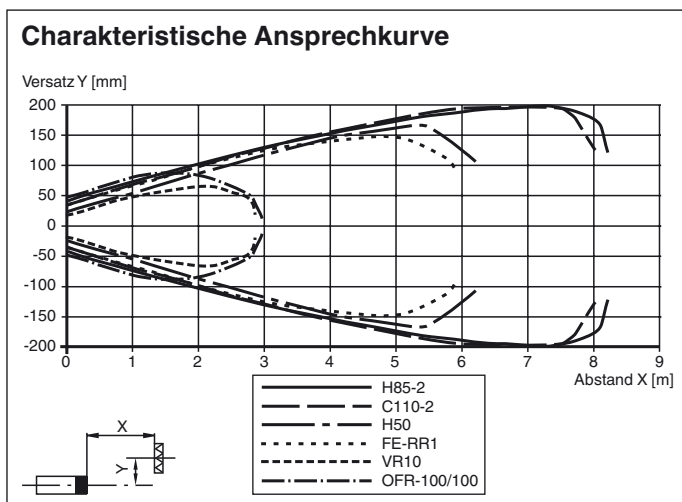 Charakteristische Ansprechkurve
Versatz Y [mm]
200
150
100
50
0
-50
-100
-150
-200
0 1 2 3 4 5 6 7 8 9
Abstand X [m]
H85-2
C110-2
H50
FE-RR1
VR10
OFR-100/100
X
Y